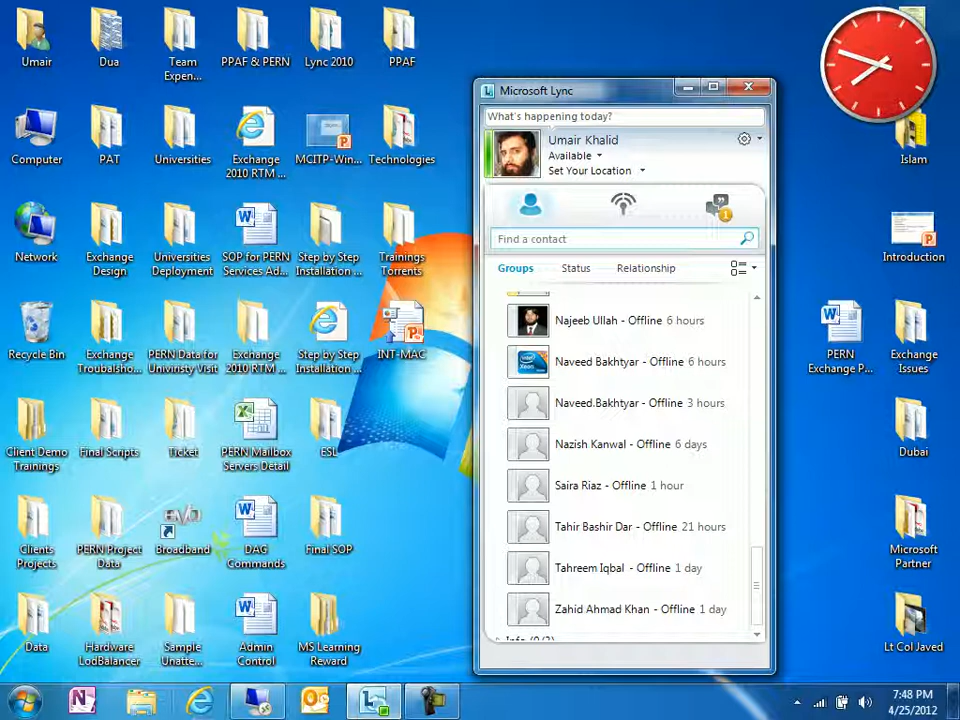 Umair
Dua
Team
Expen...
PPAF & PERN
Lync 2010
PPAF
Computer
PAT
Universities
Exchange
2010 RTM ...
MCITP-Win...
Technologies
Islam
Network
Exchange
Design
Universities
Deployment
SOP for PERN
Services Ad...
Step by Step
Installation ...
Trainings
Torrents
Introduction
Recycle Bin
Exchange
Troubalsho...
PERN Data for
Univiristy Visit
Exchange
2010 RTM ...
Step by Step
Installation ...
INT-MAC
PERN
Exchange P...
Exchange
Issues
Client Demo
Trainings
Final Scripts
Ticket
PERN Mailbox
Servers Detail
ESL
Dubai
Clients
Projects
PERN Project
Data
Broadband
DAG
Commands
Final SOP
Microsoft
Partner
Data
Hardware
LodBalancer
Sample
Unatte...
Admin
Control
MS Learning
Reward
Lt Col Javed
Microsoft Lync
What's happening today?
Umair Khalid
Available
Set Your Location
1
Find a contact
Groups
Status
Relationship
Najeeb Ullah - Offline 6 hours
Naveed Bakhtyar - Offline 6 hours
Naveed.Bakhtyar - Offline 3 hours
Nazish Kanwal - Offline 6 days
Saira Riaz - Offline 1 hour
Tahir Bashir Dar - Offline 21 hours
Tahreem Iqbal - Offline 1 day
Zahid Ahmad Khan - Offline 1 day
7:48 PM
4/25/2012